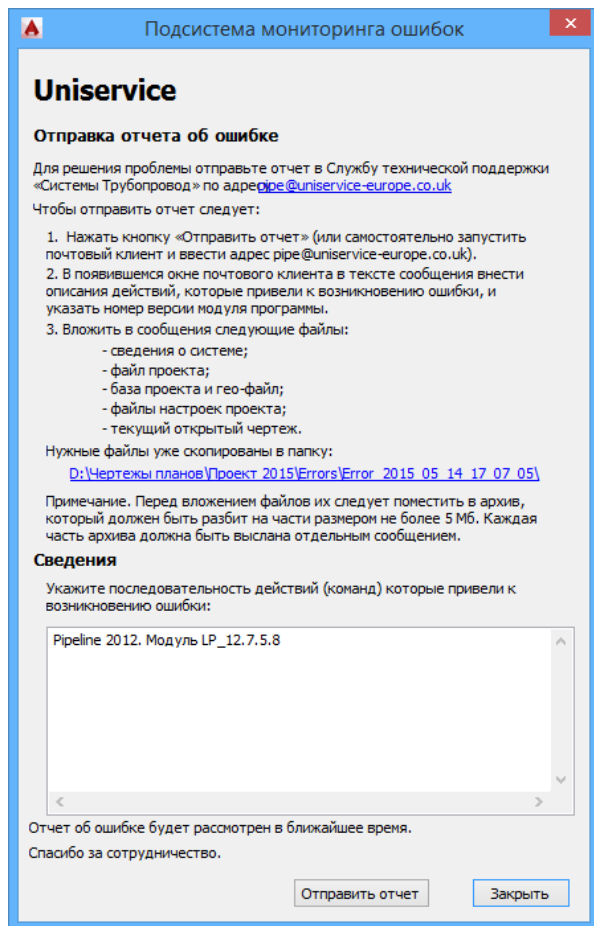 Подсистема мониторинга ошибок
Uniservice
Отправка отчета об ошибке
Для решения проблемы отправьте отчет в Службу технической поддержки
«Системы Трубопровод» по адресу pipe@uniservice-europe.co.uk
Чтобы отправить отчет следует:
1. Нажать кнопку «Отправить отчет» (или самостоятельно запустить
почтовый клиент и ввести адрес pipe@uniservice-europe.co.uk).
2. В появившемся окне почтового клиента в тексте сообщения внести
описания действий, которые привели к возникновению ошибки, и
указать номер версии модуля программы.
3. Вложить в сообщения следующие файлы:
- сведения о системе;
- файл проекта;
- база проекта и гео-файл;
- файлы настроек проекта;
- текущий открытый чертеж.
Нужные файлы уже скопированы в папку:
D:\Чертежы планов\Проект 2015\Errors\Error_2015_05_14_17_07_05\
Примечание. Перед вложением файлов их следует поместить в архив,
который должен быть разбит на части размером не более 5 Мб. Каждая
часть архива должна быть выслана отдельным сообщением.
Сведения
Укажите последовательность действий (команд) которые привели к
возникновению ошибки:
Pipeline 2012. Модуль LP_12.7.5.8
Отчет об ошибке будет рассмотрен в ближайшее время.
Спасибо за сотрудничество.
Отправить отчет
Закрыть